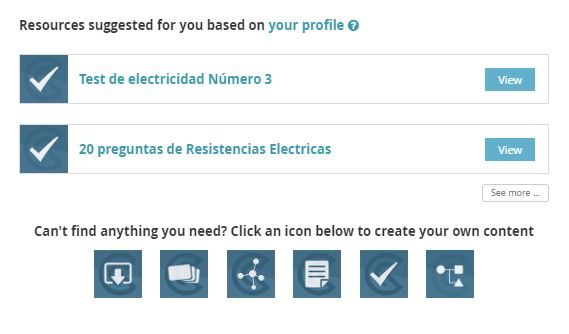 Resources suggested for you based on your profile ?
Test de electricidad Número 3
View
20 preguntas de Resistencias Electricas
View
See more ...
Can't find anything you need? Click an icon below to create your own content